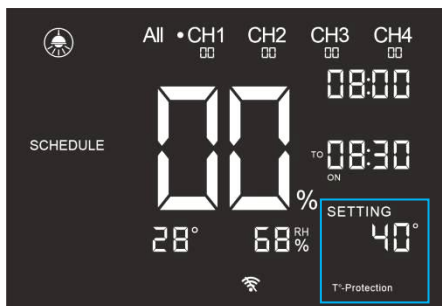 All • CH1 CH2 CH3 CH4
00 00 00 00
08:00
00%
SCHEDULE
TO 08:30
ON
SETTING
40°
28° 68 RH %
T°-Protection